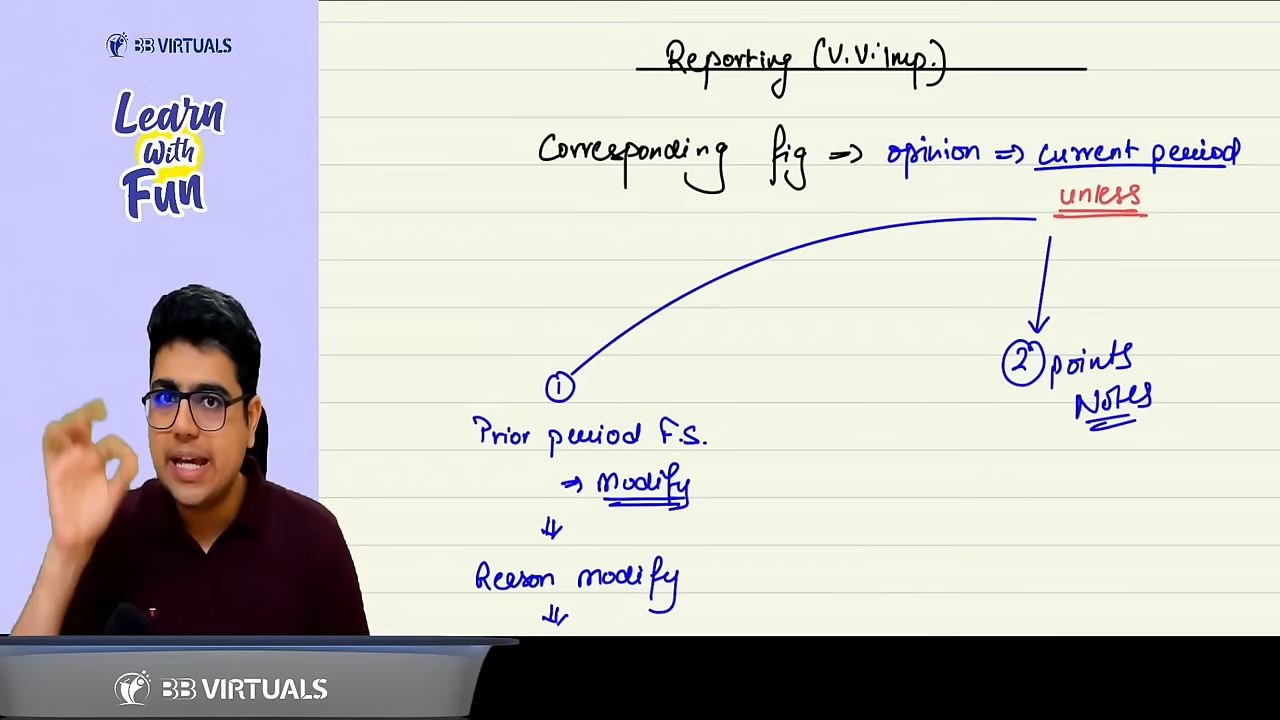 BB VIRTUALS
Learn
With
Fun
Reporting (V.V.Imp.)
Corresponding fig ⇒ opinion ⇒ current period
unless
①
② points
Notes
Prior period F.S.
⇒ Modify
⇓
Reason modify
⇓
BB VIRTUALS